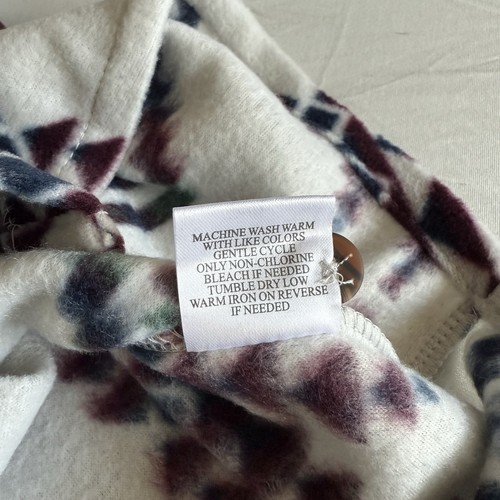 MACHINE WASH WARM
WITH LIKE COLORS
GENTLE CYCLE
ONLY NON-CHLORINE
BLEACH IF NEEDED
TUMBLE DRY LOW
WARM IRON ON REVERSE
IF NEEDED